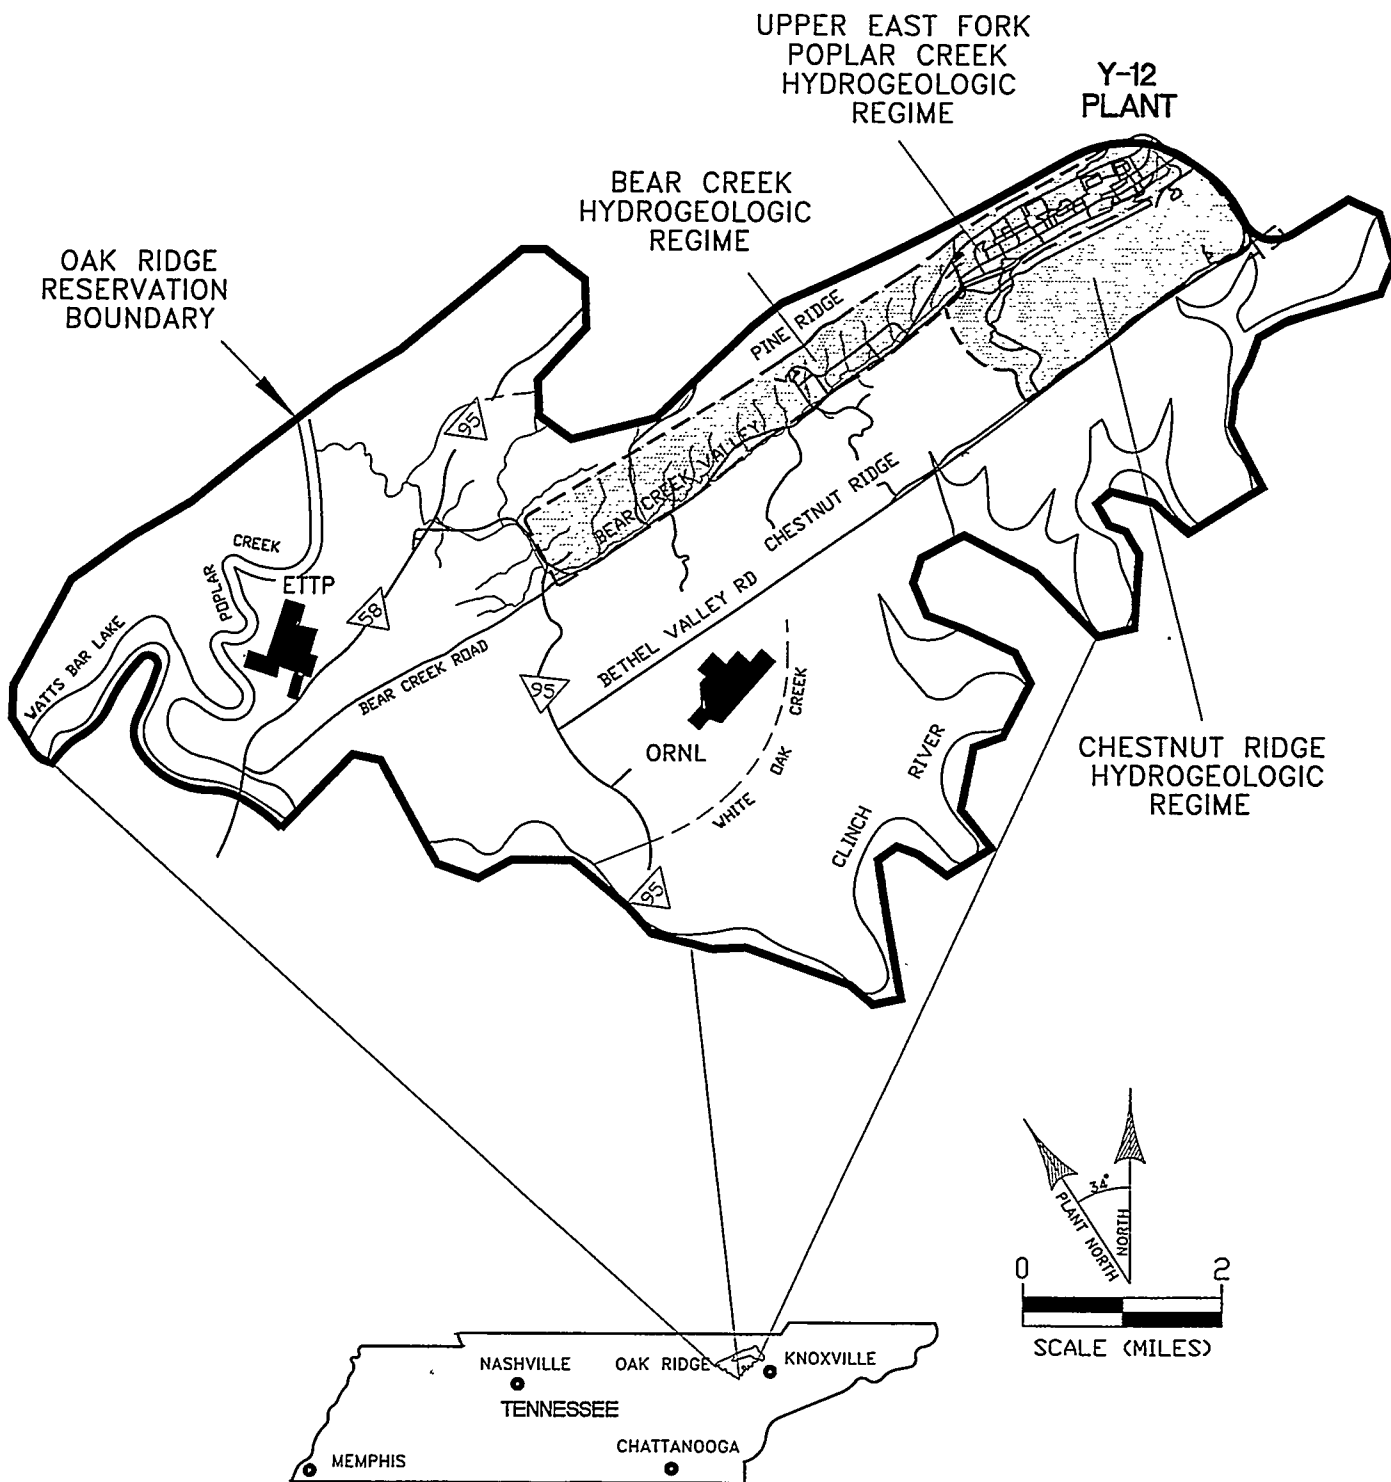 UPPER EAST FORK
POPLAR CREEK
HYDROGEOLOGIC
REGIME
Y-12
PLANT
BEAR CREEK
HYDROGEOLOGIC
REGIME
OAK RIDGE
RESERVATION
BOUNDARY
PINE RIDGE
95
BEAR CREEK VALLEY
CHESTNUT RIDGE
CREEK
POPLAR
ETTP
58
WATTS BAR LAKE
BEAR CREEK ROAD
BETHEL VALLEY RD
95
ORNL
CREEK
OAK
WHITE
RIVER
CLINCH
CHESTNUT RIDGE
HYDROGEOLOGIC
REGIME
95
34°
PLANT NORTH
NORTH
0 2
SCALE (MILES)
NASHVILLE
OAK RIDGE
KNOXVILLE
TENNESSEE
CHATTANOOGA
MEMPHIS